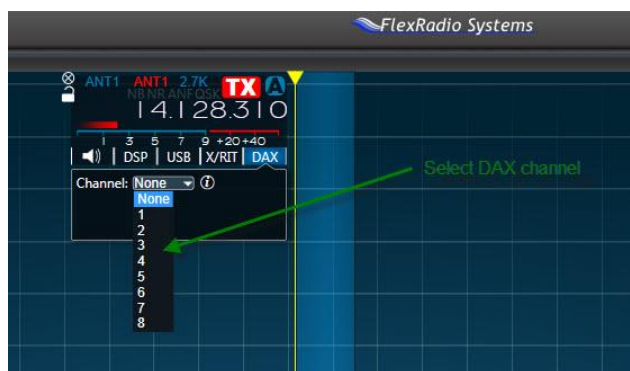 FlexRadio Systems
ANT1 ANT1 2.7K TX A
NB NR ANF QSK
14.128.310
1 3 5 7 9 +20 +40
DSP USB X/RIT DAX
Channel: None
Select DAX channel
None
1
2
3
4
5
6
7
8